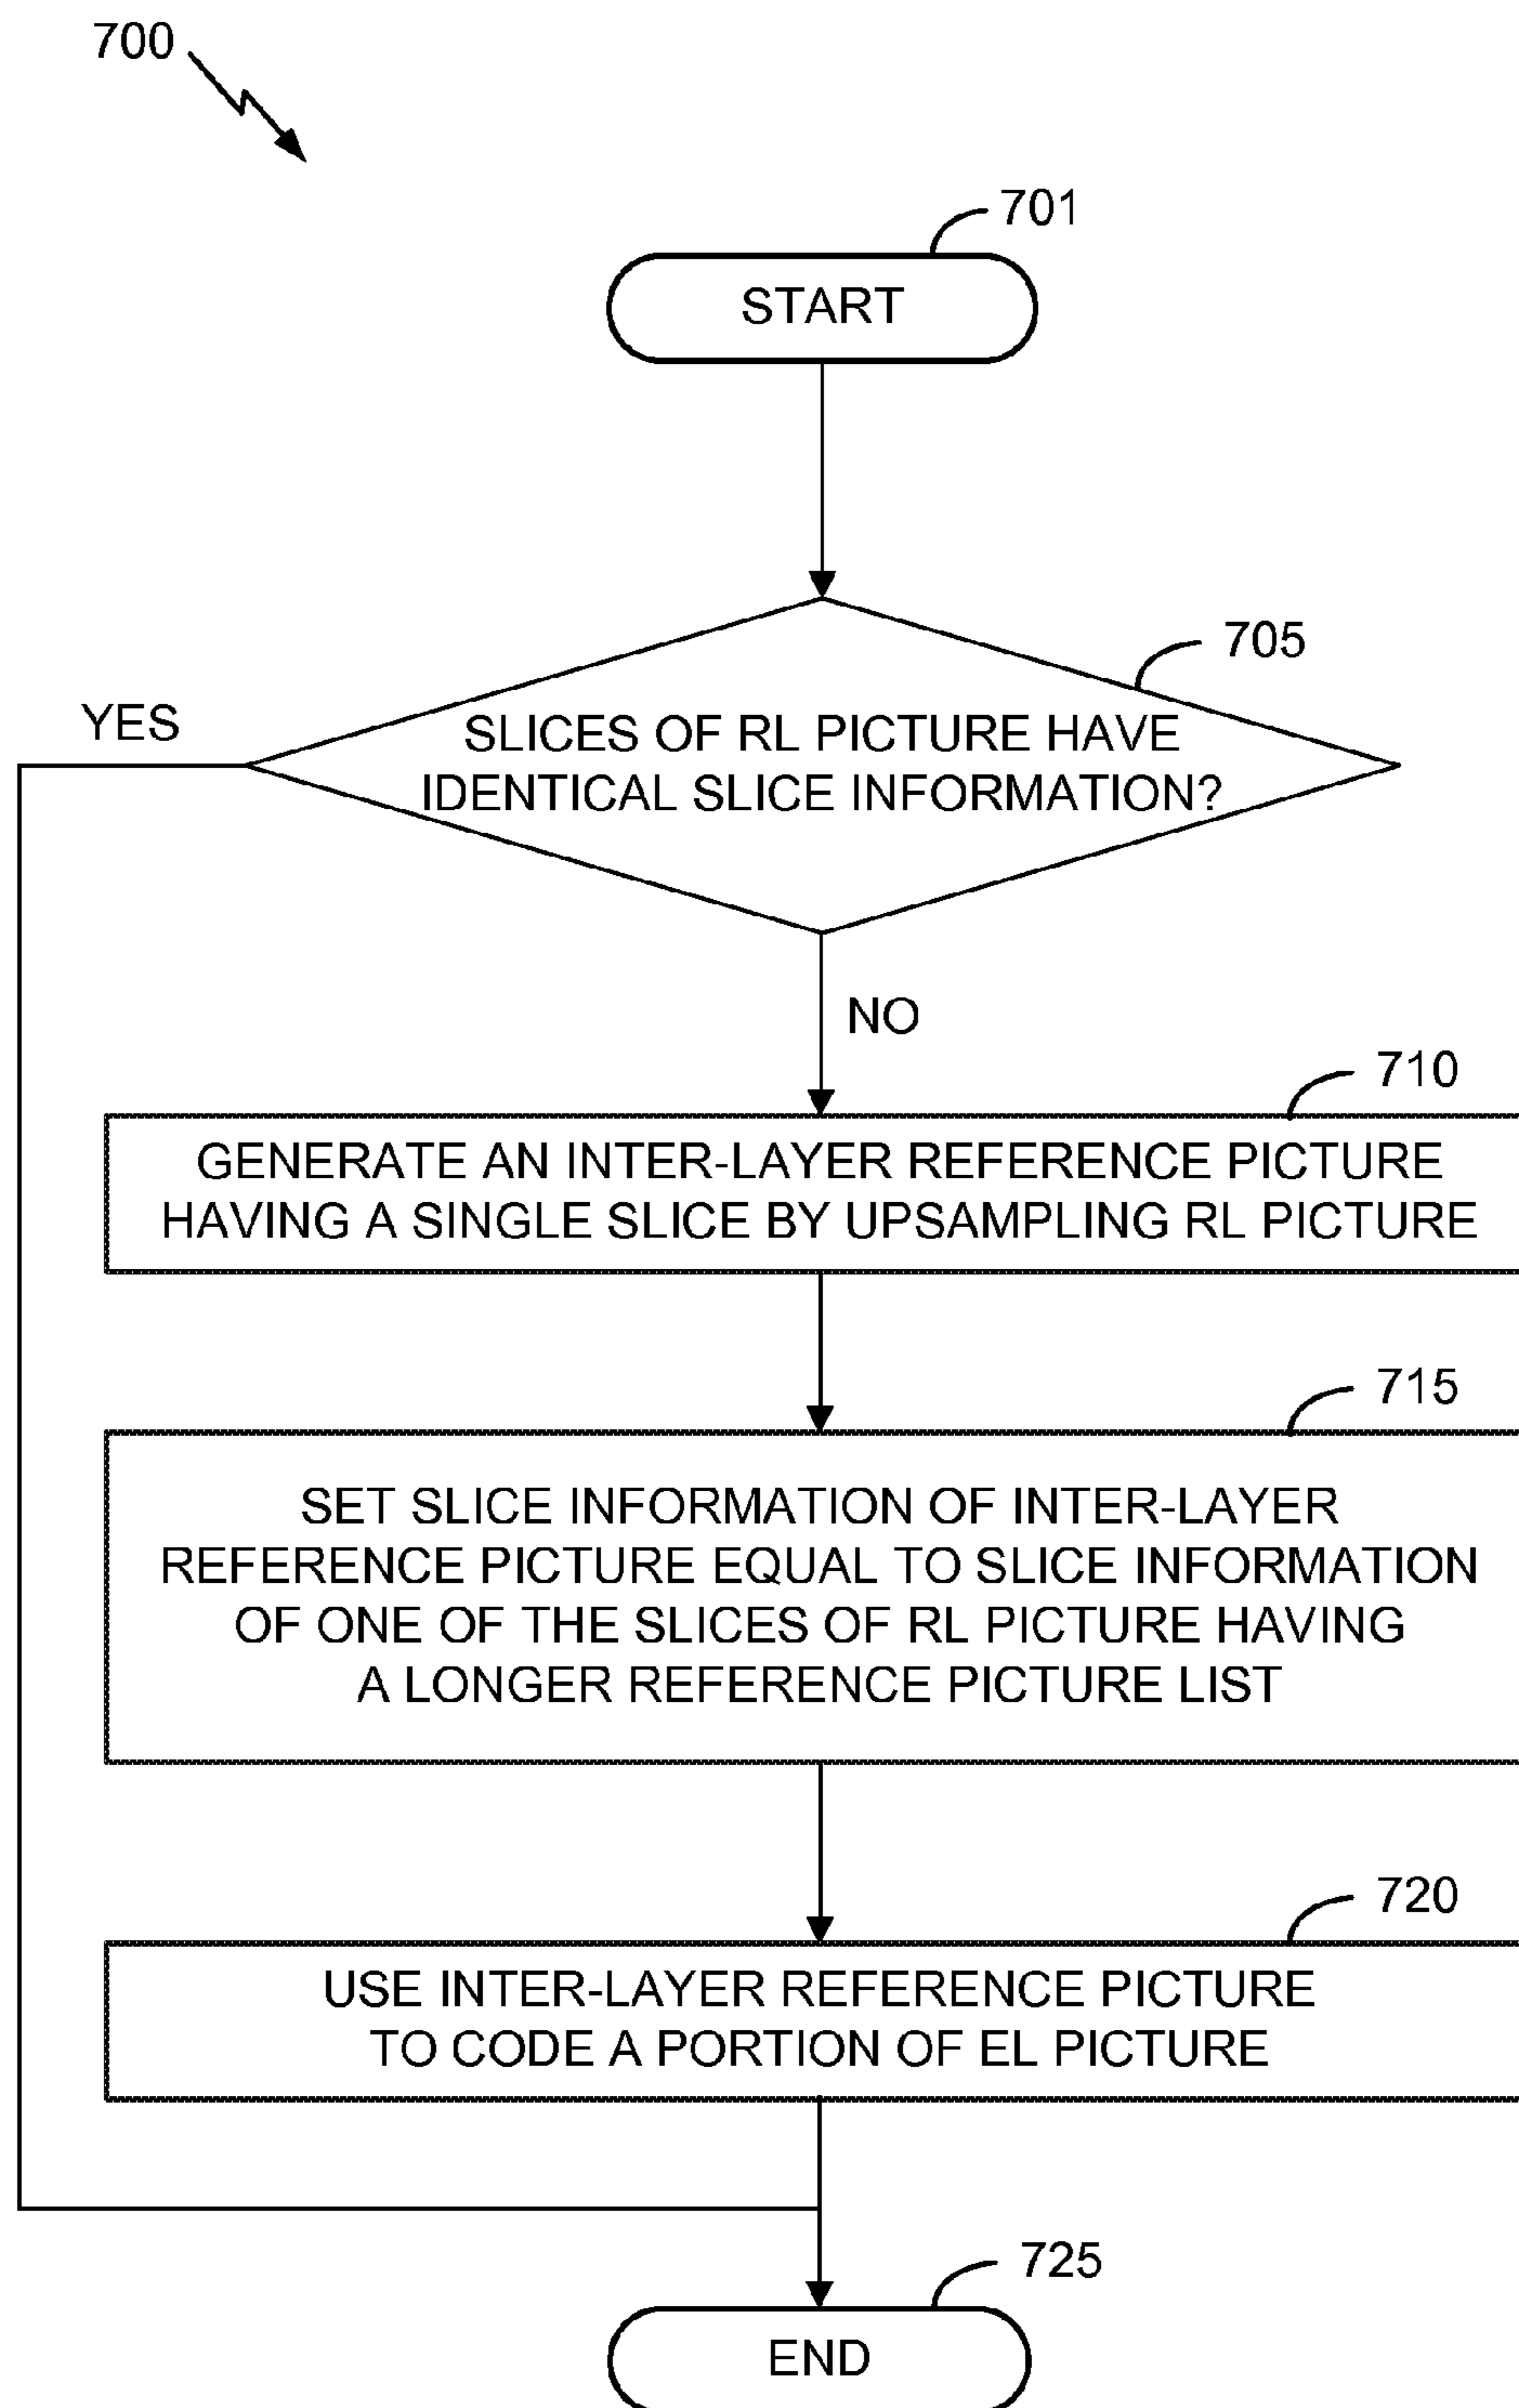 700
701
START
705
YES
SLICES OF RL PICTURE HAVE
IDENTICAL SLICE INFORMATION?
NO
710
GENERATE AN INTER-LAYER REFERENCE PICTURE
HAVING A SINGLE SLICE BY UPSAMPLING RL PICTURE
715
SET SLICE INFORMATION OF INTER-LAYER
REFERENCE PICTURE EQUAL TO SLICE INFORMATION
OF ONE OF THE SLICES OF RL PICTURE HAVING
A LONGER REFERENCE PICTURE LIST
720
USE INTER-LAYER REFERENCE PICTURE
TO CODE A PORTION OF EL PICTURE
725
END